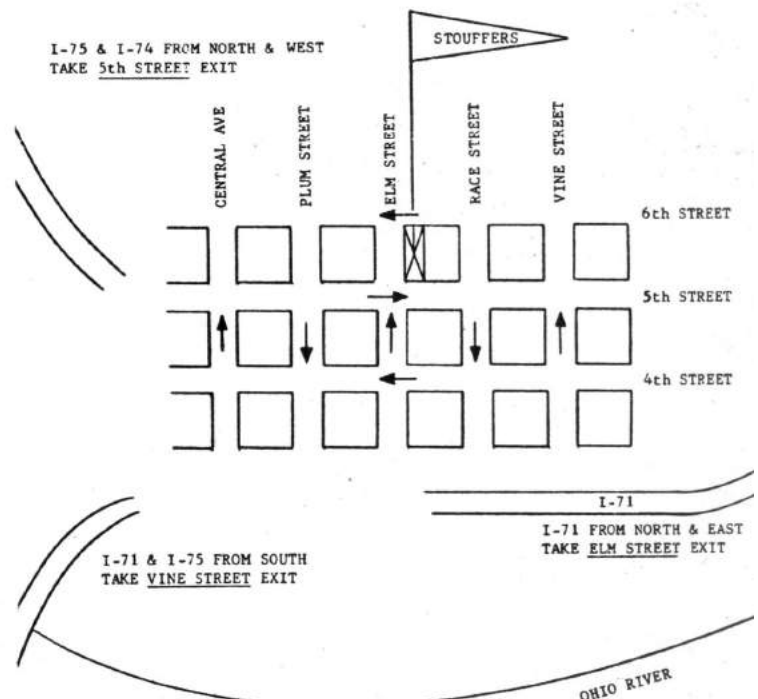 I-75 & I-74 FROM NORTH & WEST
TAKE 5th STREET EXIT
STOUFFERS
CENTRAL AVE
PLUM STREET
ELM STREET
RACE STREET
VINE STREET
6th STREET
5th STREET
4th STREET
I-71
I-71 FROM NORTH & EAST
TAKE ELM STREET EXIT
I-71 & I-75 FROM SOUTH
TAKE VINE STREET EXIT
OHIO RIVER